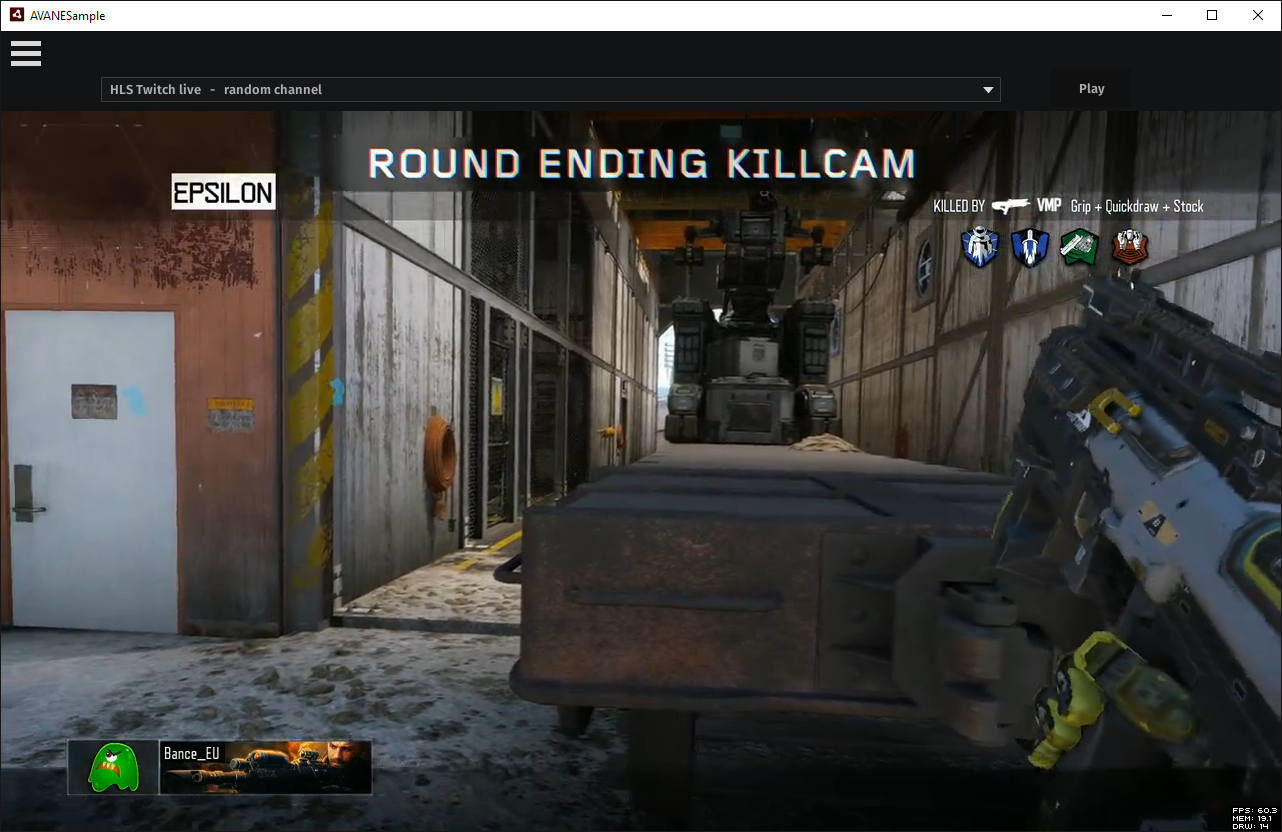 AVANESample
HLS Twitch live - random channel
Play
ROUND ENDING KILLCAM
EPSILON
KILLED BY VMP Grip + Quickdraw + Stock
Bance_EU
FPS: 60.3
MEM: 19.1
DRW: 14